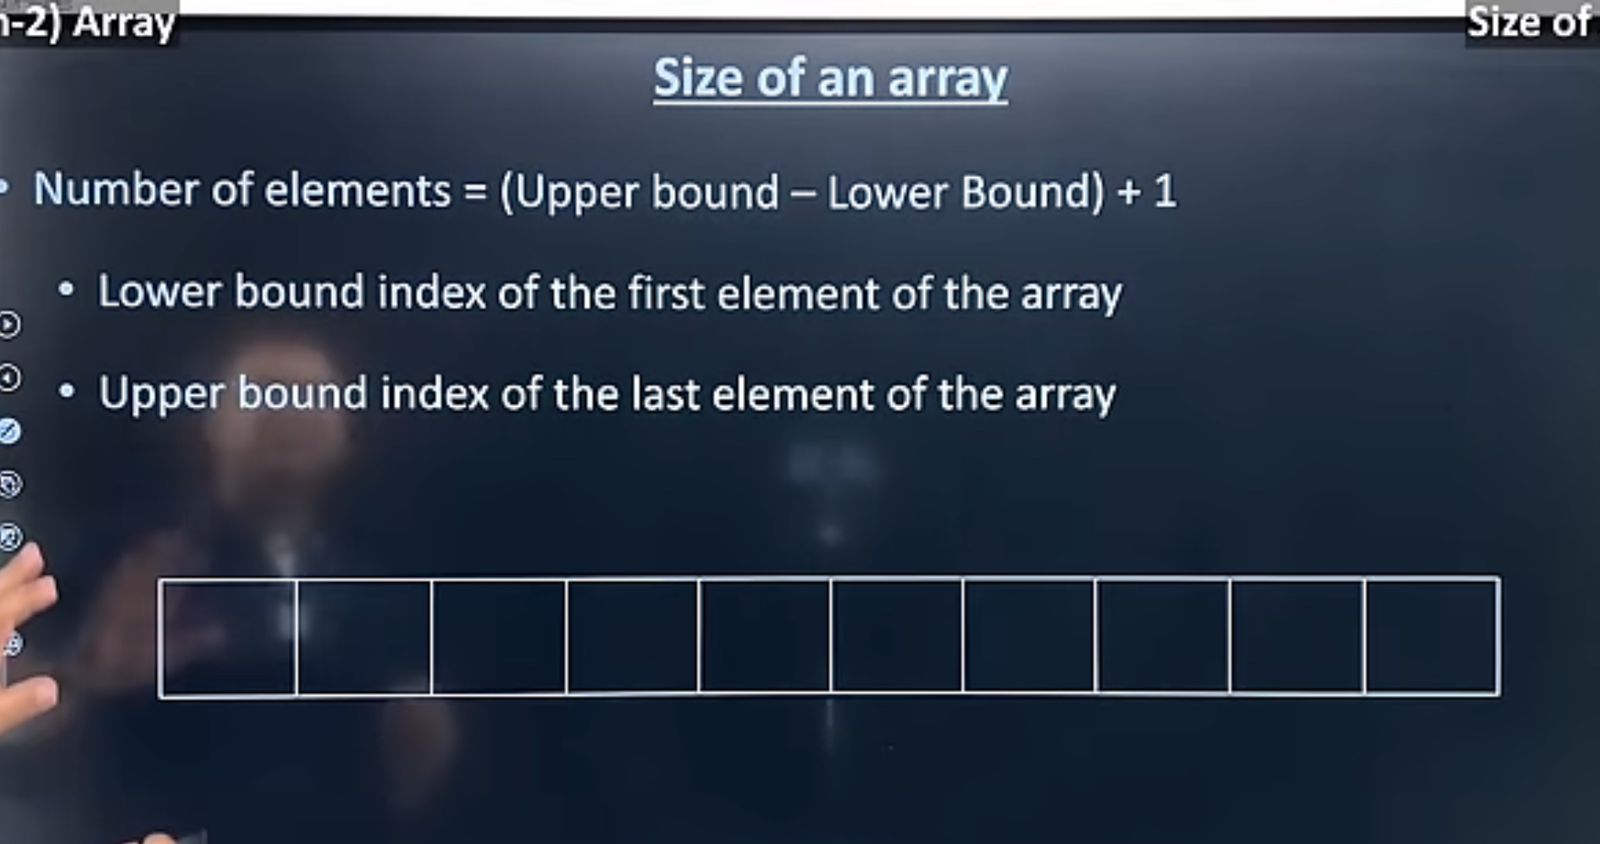 n-2) Array
Size of
Size of an array
• Number of elements = (Upper bound – Lower Bound) + 1
• Lower bound index of the first element of the array
• Upper bound index of the last element of the array